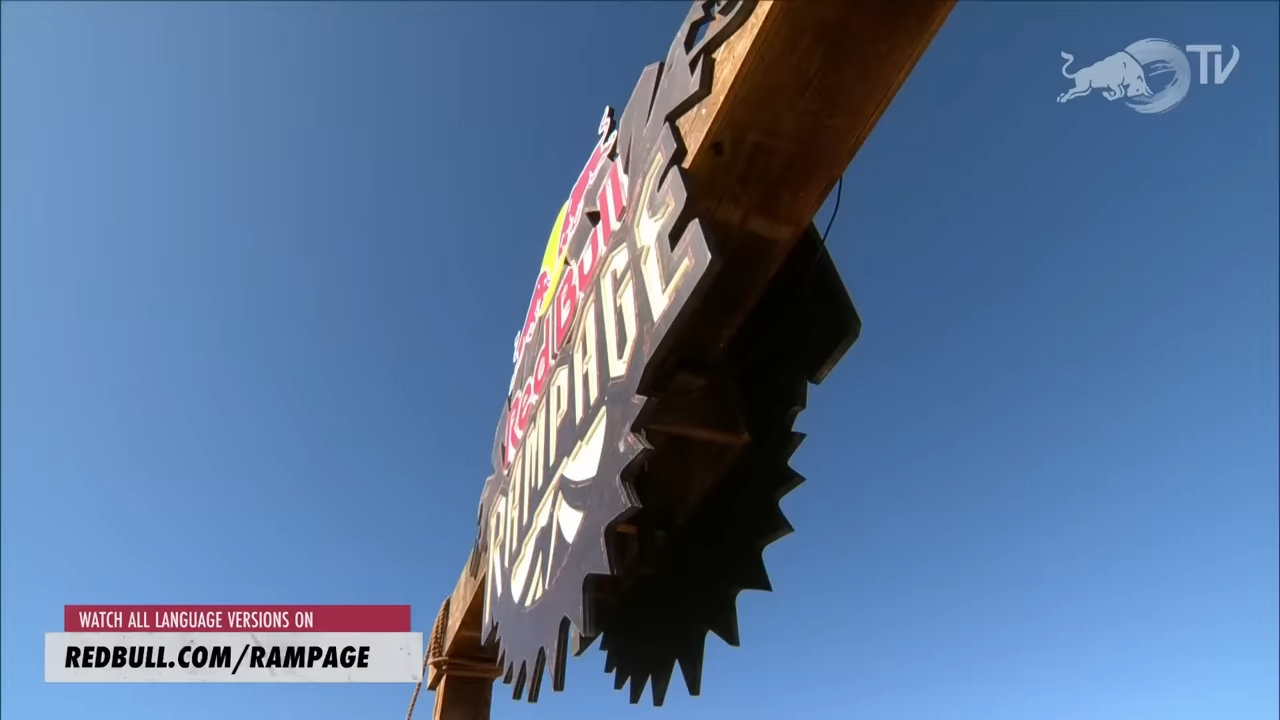 TV
Red Bull
RAMPAGE
WATCH ALL LANGUAGE VERSIONS ON
REDBULL.COM/RAMPAGE